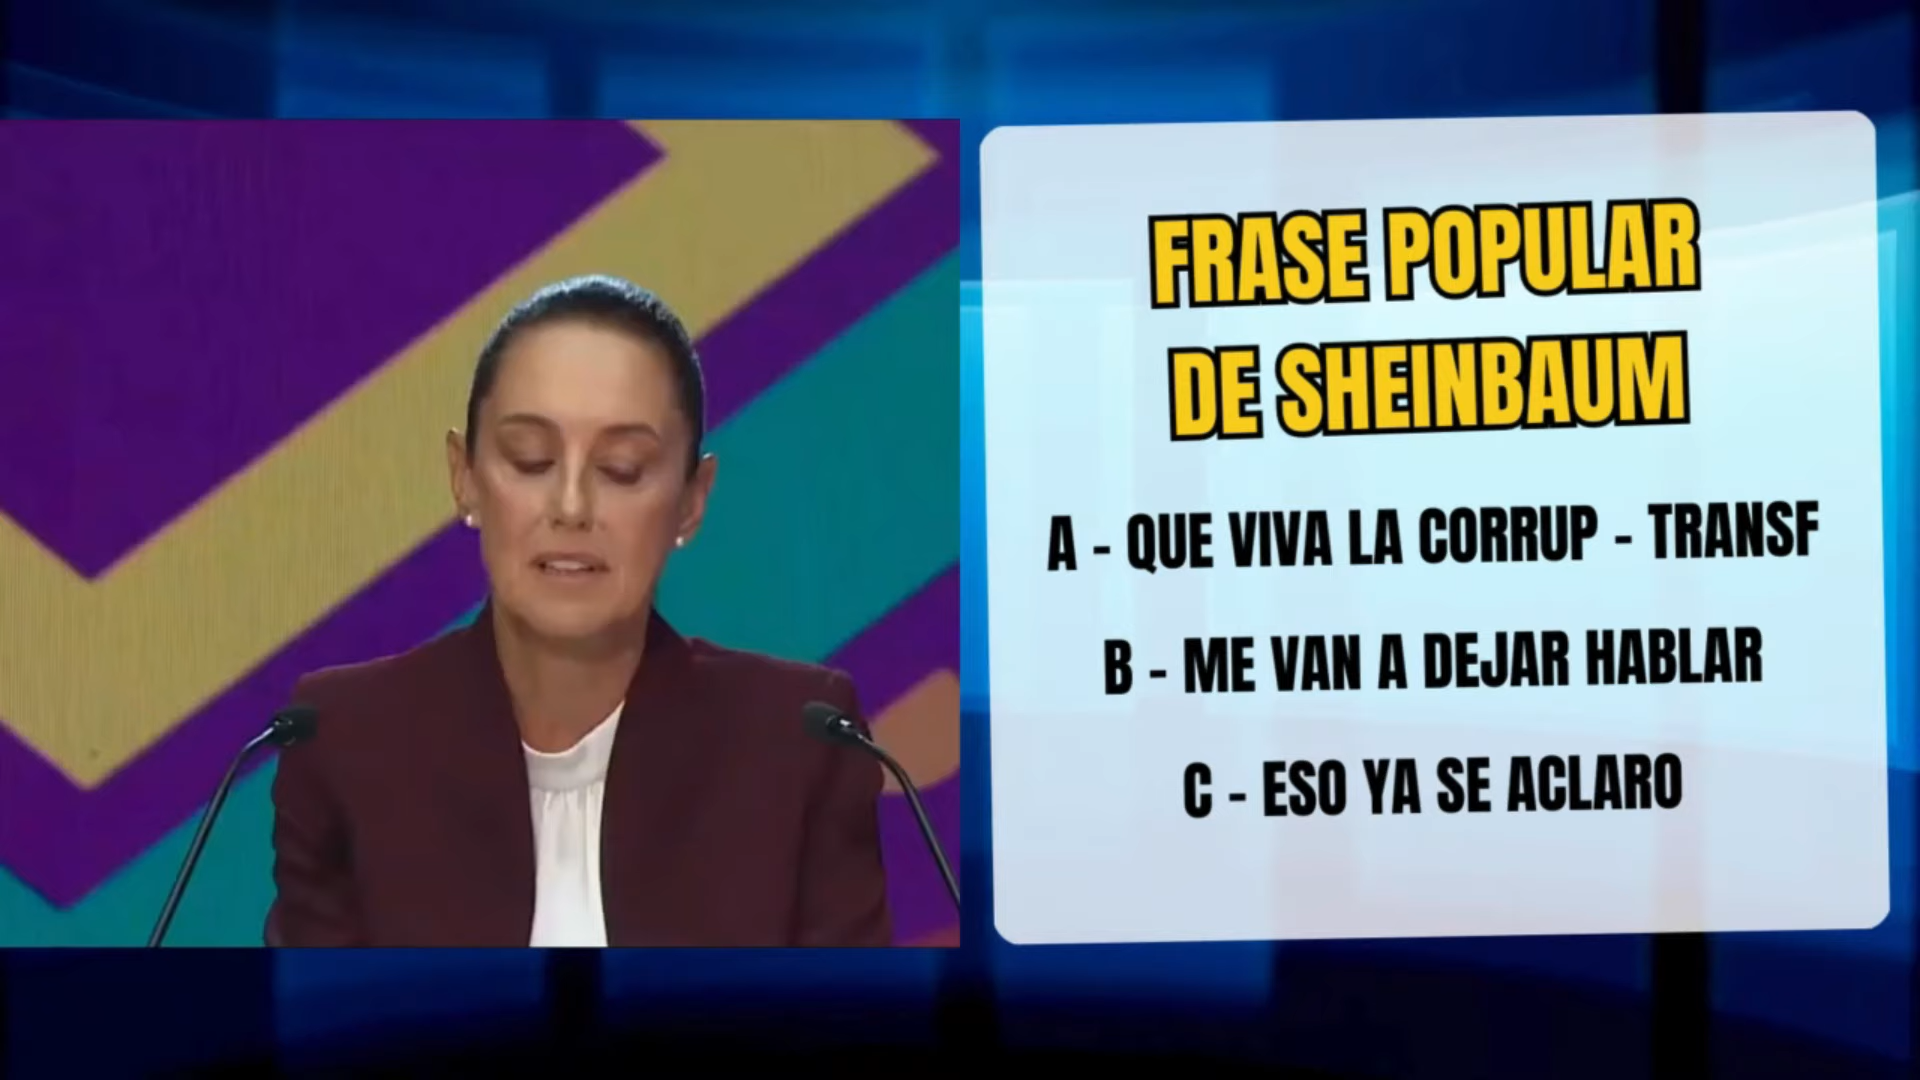 FRASE POPULAR
DE SHEINBAUM
A - QUE VIVA LA CORRUP - TRANSF
B - ME VAN A DEJAR HABLAR
C - ESO YA SE ACLARO